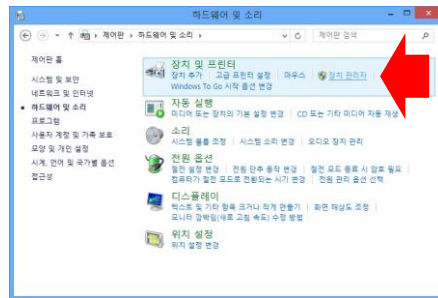 하드웨어 및 소리
제어판 › 하드웨어 및 소리
제어판 검색
제어판 홈
시스템 및 보안
네트워크 및 인터넷
하드웨어 및 소리
프로그램
사용자 계정 및 가족 보호
모양 및 개인 설정
시계, 언어 및 국가별 옵션
접근성
장치 및 프린터
장치 추가 | 고급 프린터 설정 | 마우스 | 장치 관리자
Windows To Go 시작 옵션 변경
자동 실행
미디어 또는 장치의 기본 설정 변경 | CD 또는 기타 미디어 자동 재생
소리
시스템 볼륨 조정 | 시스템 소리 변경 | 오디오 장치 관리
전원 옵션
절전 설정 변경 | 전원 단추 동작 변경 | 절전 모드 종료 시 암호 필요
컴퓨터가 절전 모드로 전환되는 시기 변경 | 전원 관리 옵션 선택
디스플레이
텍스트 및 기타 항목 크거나 작게 만들기 | 화면 해상도 조정
모니터 깜박임(새로 고침 속도) 수정 방법
위치 설정
위치 설정 변경